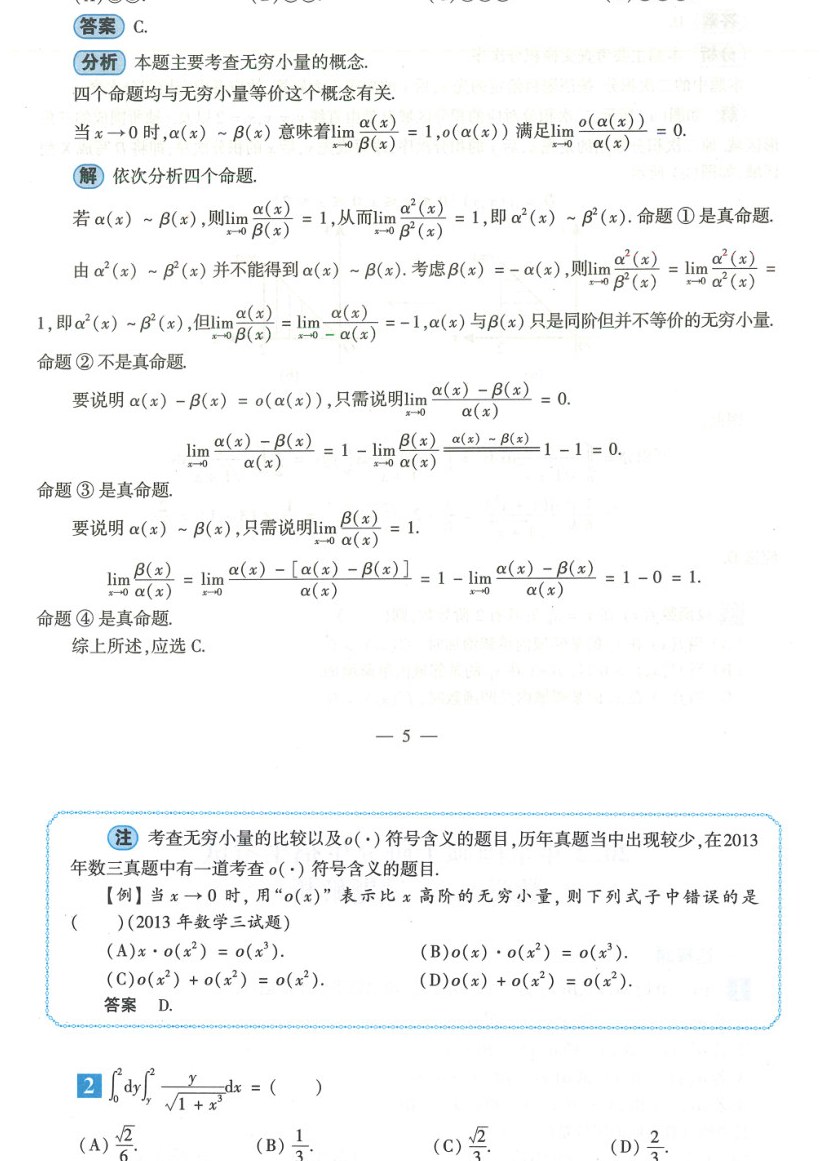 答案 C.
分析 本题主要考查无穷小量的概念.
四个命题均与无穷小量等价这个概念有关.
当 x→0 时,α(x) ~ β(x) 意味着 lim_{x→0} α(x)/β(x) = 1,o(α(x)) 满足 lim_{x→0} o(α(x))/α(x) = 0.
解 依次分析四个命题.
若 α(x) ~ β(x),则 lim_{x→0} α(x)/β(x) = 1,从而 lim_{x→0} α²(x)/β²(x) = 1,即 α²(x) ~ β²(x). 命题 ① 是真命题.
由 α²(x) ~ β²(x) 并不能得到 α(x) ~ β(x). 考虑 β(x) = - α(x),则 lim_{x→0} α²(x)/β²(x) = lim_{x→0} α²(x)/α²(x) =
1,即 α²(x) ~ β²(x),但 lim_{x→0} α(x)/β(x) = lim_{x→0} α(x)/(- α(x)) = -1,α(x) 与 β(x) 只是同阶但并不等价的无穷小量.
命题 ② 不是真命题.
要说明 α(x) - β(x) = o(α(x)),只需说明 lim_{x→0} (α(x) - β(x))/α(x) = 0.
lim_{x→0} (α(x) - β(x))/α(x) = 1 - lim_{x→0} β(x)/α(x) =(α(x) ~ β(x))= 1 - 1 = 0.
命题 ③ 是真命题.
要说明 α(x) ~ β(x),只需说明 lim_{x→0} β(x)/α(x) = 1.
lim_{x→0} β(x)/α(x) = lim_{x→0} (α(x) - [α(x) - β(x)])/α(x) = 1 - lim_{x→0} (α(x) - β(x))/α(x) = 1 - 0 = 1.
命题 ④ 是真命题.
综上所述,应选 C.
— 5 —
注 考查无穷小量的比较以及 o(·) 符号含义的题目,历年真题当中出现较少,在2013
年数三真题中有一道考查 o(·) 符号含义的题目.
【例】当 x→0 时, 用“o(x)”表示比 x 高阶的无穷小量, 则下列式子中错误的是
( )(2013 年数学三试题)
(A)x·o(x²) = o(x³). (B)o(x)·o(x²) = o(x³).
(C)o(x²) + o(x²) = o(x²). (D)o(x) + o(x²) = o(x²).
答案 D.
2 ∫₀² dy ∫_y² y/√(1 + x³) dx = ( )
(A) √2/6. (B) 1/3. (C) √2/3. (D) 2/3.